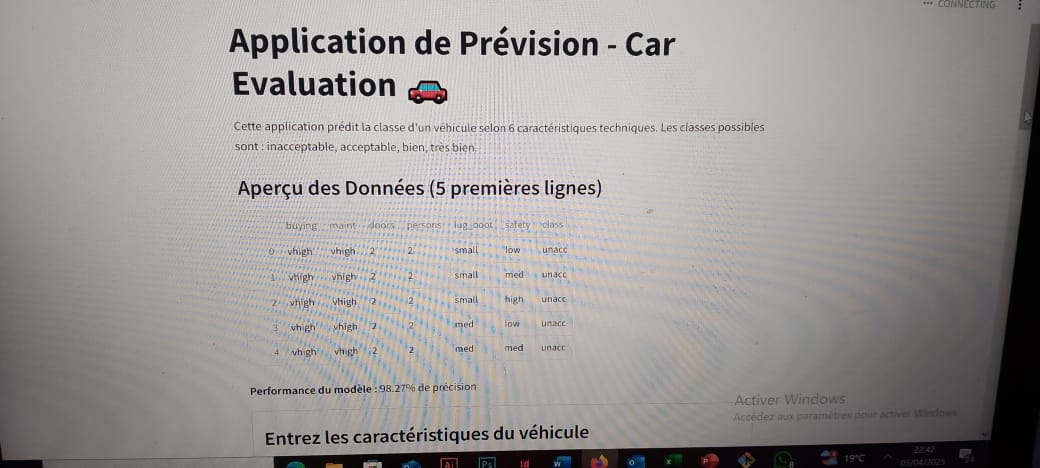 CONNECTING
Application de Prévision - Car
Evaluation
Cette application prédit la classe d'un véhicule selon 6 caractéristiques techniques. Les classes possibles
sont : inacceptable, acceptable, bien, très bien.
Aperçu des Données (5 premières lignes)
buying maint doors persons lug_boot safety class
0 vhigh vhigh 2 2 small low unacc
1 vhigh vhigh 2 2 small med unacc
2 vhigh vhigh 2 2 small high unacc
3 vhigh vhigh 2 2 med low unacc
4 vhigh vhigh 2 2 med med unacc
Performance du modèle : 98.27% de précision
Activer Windows
Accédez aux paramètres pour activer Windows.
Entrez les caractéristiques du véhicule
Ai Ps Id 19°C 22:42
05/04/2025